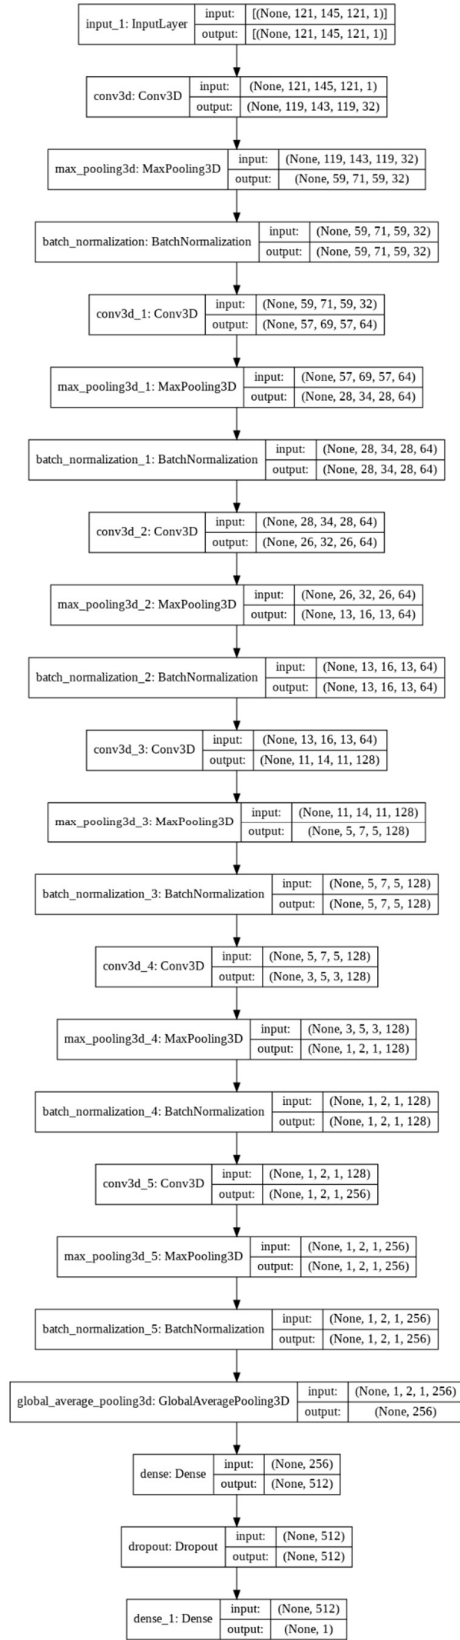 input_1: InputLayer input: [(None, 121, 145, 121, 1)]
output: [(None, 121, 145, 121, 1)]
conv3d: Conv3D input: (None, 121, 145, 121, 1)
output: (None, 119, 143, 119, 32)
max_pooling3d: MaxPooling3D input: (None, 119, 143, 119, 32)
output: (None, 59, 71, 59, 32)
batch_normalization: BatchNormalization input: (None, 59, 71, 59, 32)
output: (None, 59, 71, 59, 32)
conv3d_1: Conv3D input: (None, 59, 71, 59, 32)
output: (None, 57, 69, 57, 64)
max_pooling3d_1: MaxPooling3D input: (None, 57, 69, 57, 64)
output: (None, 28, 34, 28, 64)
batch_normalization_1: BatchNormalization input: (None, 28, 34, 28, 64)
output: (None, 28, 34, 28, 64)
conv3d_2: Conv3D input: (None, 28, 34, 28, 64)
output: (None, 26, 32, 26, 64)
max_pooling3d_2: MaxPooling3D input: (None, 26, 32, 26, 64)
output: (None, 13, 16, 13, 64)
batch_normalization_2: BatchNormalization input: (None, 13, 16, 13, 64)
output: (None, 13, 16, 13, 64)
conv3d_3: Conv3D input: (None, 13, 16, 13, 64)
output: (None, 11, 14, 11, 128)
max_pooling3d_3: MaxPooling3D input: (None, 11, 14, 11, 128)
output: (None, 5, 7, 5, 128)
batch_normalization_3: BatchNormalization input: (None, 5, 7, 5, 128)
output: (None, 5, 7, 5, 128)
conv3d_4: Conv3D input: (None, 5, 7, 5, 128)
output: (None, 3, 5, 3, 128)
max_pooling3d_4: MaxPooling3D input: (None, 3, 5, 3, 128)
output: (None, 1, 2, 1, 128)
batch_normalization_4: BatchNormalization input: (None, 1, 2, 1, 128)
output: (None, 1, 2, 1, 128)
conv3d_5: Conv3D input: (None, 1, 2, 1, 128)
output: (None, 1, 2, 1, 256)
max_pooling3d_5: MaxPooling3D input: (None, 1, 2, 1, 256)
output: (None, 1, 2, 1, 256)
batch_normalization_5: BatchNormalization input: (None, 1, 2, 1, 256)
output: (None, 1, 2, 1, 256)
global_average_pooling3d: GlobalAveragePooling3D input: (None, 1, 2, 1, 256)
output: (None, 256)
dense: Dense input: (None, 256)
output: (None, 512)
dropout: Dropout input: (None, 512)
output: (None, 512)
dense_1: Dense input: (None, 512)
output: (None, 1)